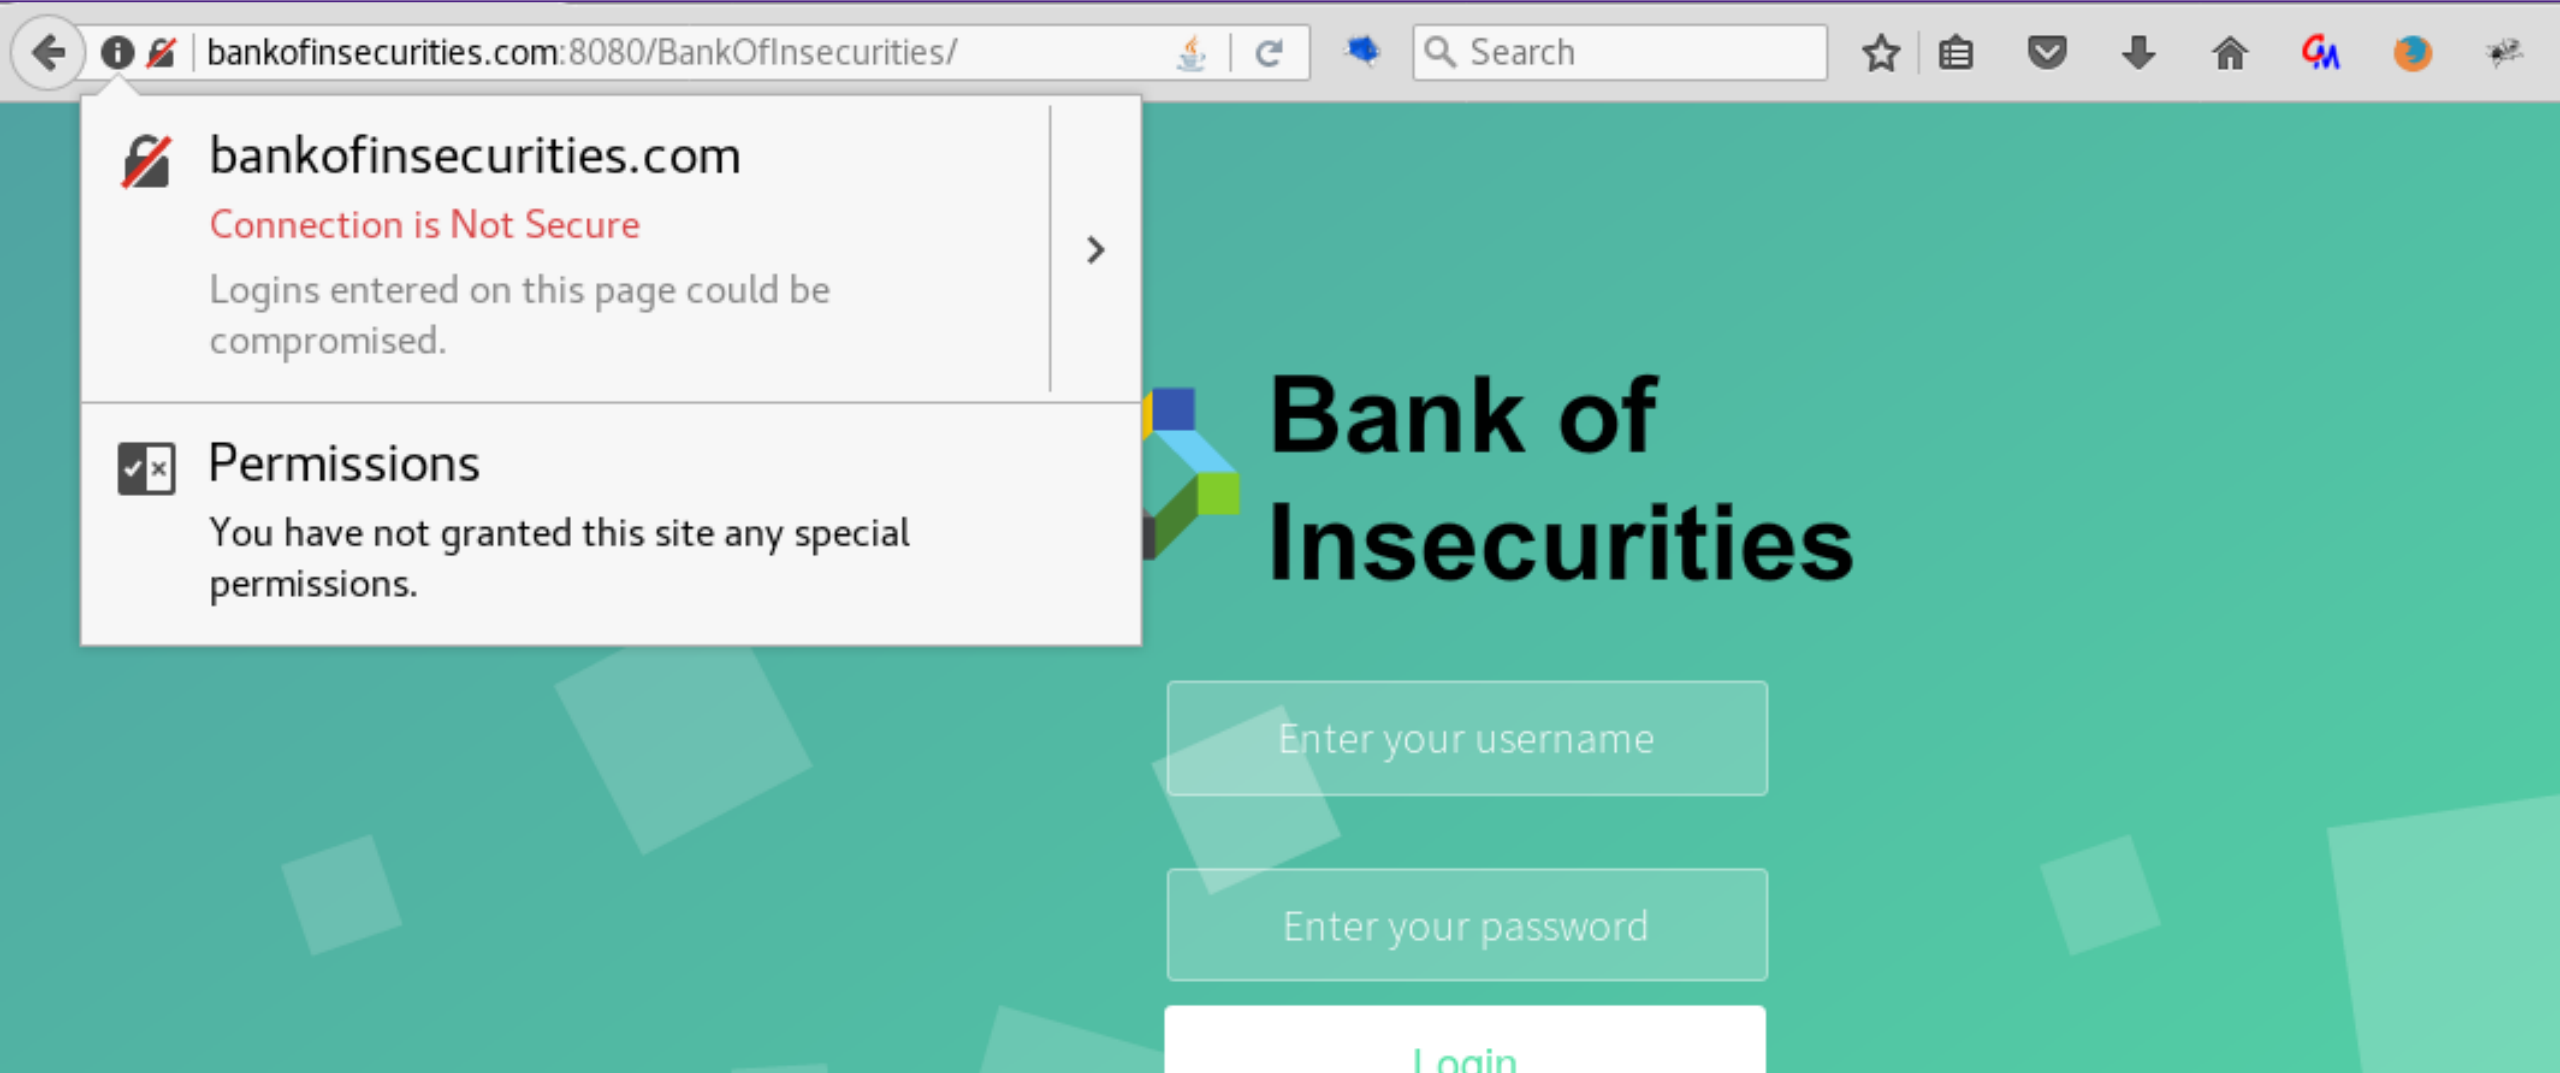 bankofinsecurities.com:8080/BankOfInsecurities/
Search
bankofinsecurities.com
Connection is Not Secure
Logins entered on this page could be
compromised.
Permissions
You have not granted this site any special
permissions.
Bank of
Insecurities
Enter your username
Enter your password
Login